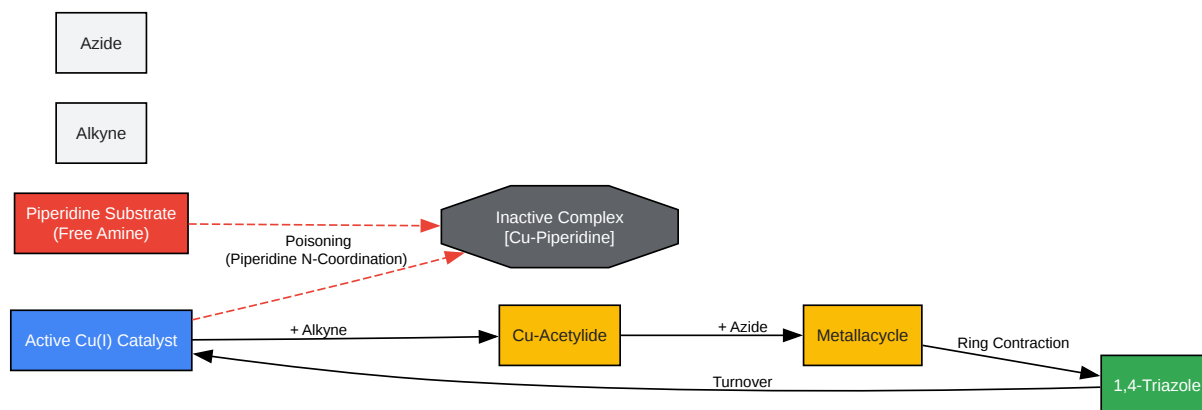 Azide
Alkyne
Piperidine Substrate
(Free Amine)
Inactive Complex
[Cu-Piperidine]
Poisoning
(Piperidine N-Coordination)
Active Cu(I) Catalyst
+ Alkyne
Cu-Acetylide
+ Azide
Metallacycle
Ring Contraction
1,4-Triazole
Turnover